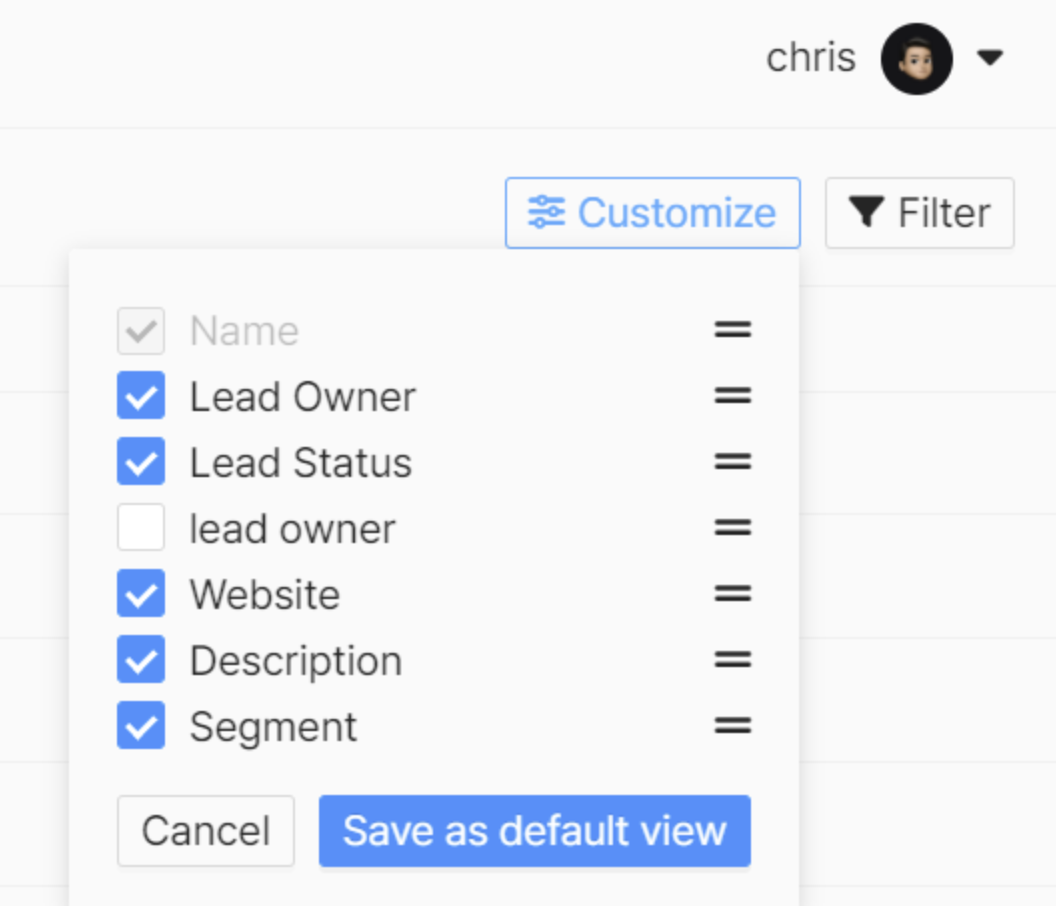 chris
Customize
Filter
Name
Lead Owner
Lead Status
lead owner
Website
Description
Segment
Cancel
Save as default view